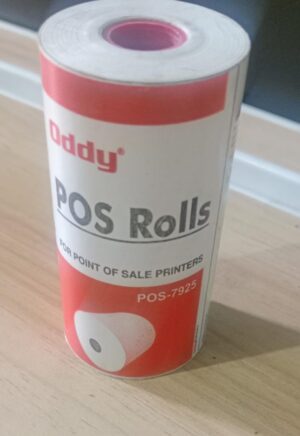 Oddy®
POS Rolls
FOR POINT OF SALE PRINTERS
POS-7925